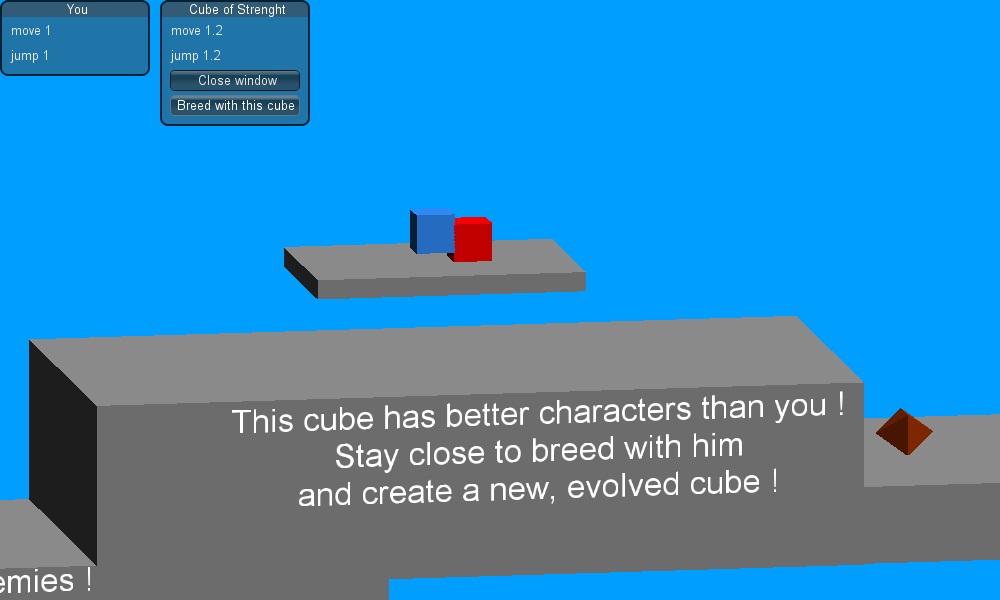 You
move 1
jump 1
Cube of Strenght
move 1.2
jump 1.2
Close window
Breed with this cube
This cube has better characters than you !
Stay close to breed with him
and create a new, evolved cube !
emies !